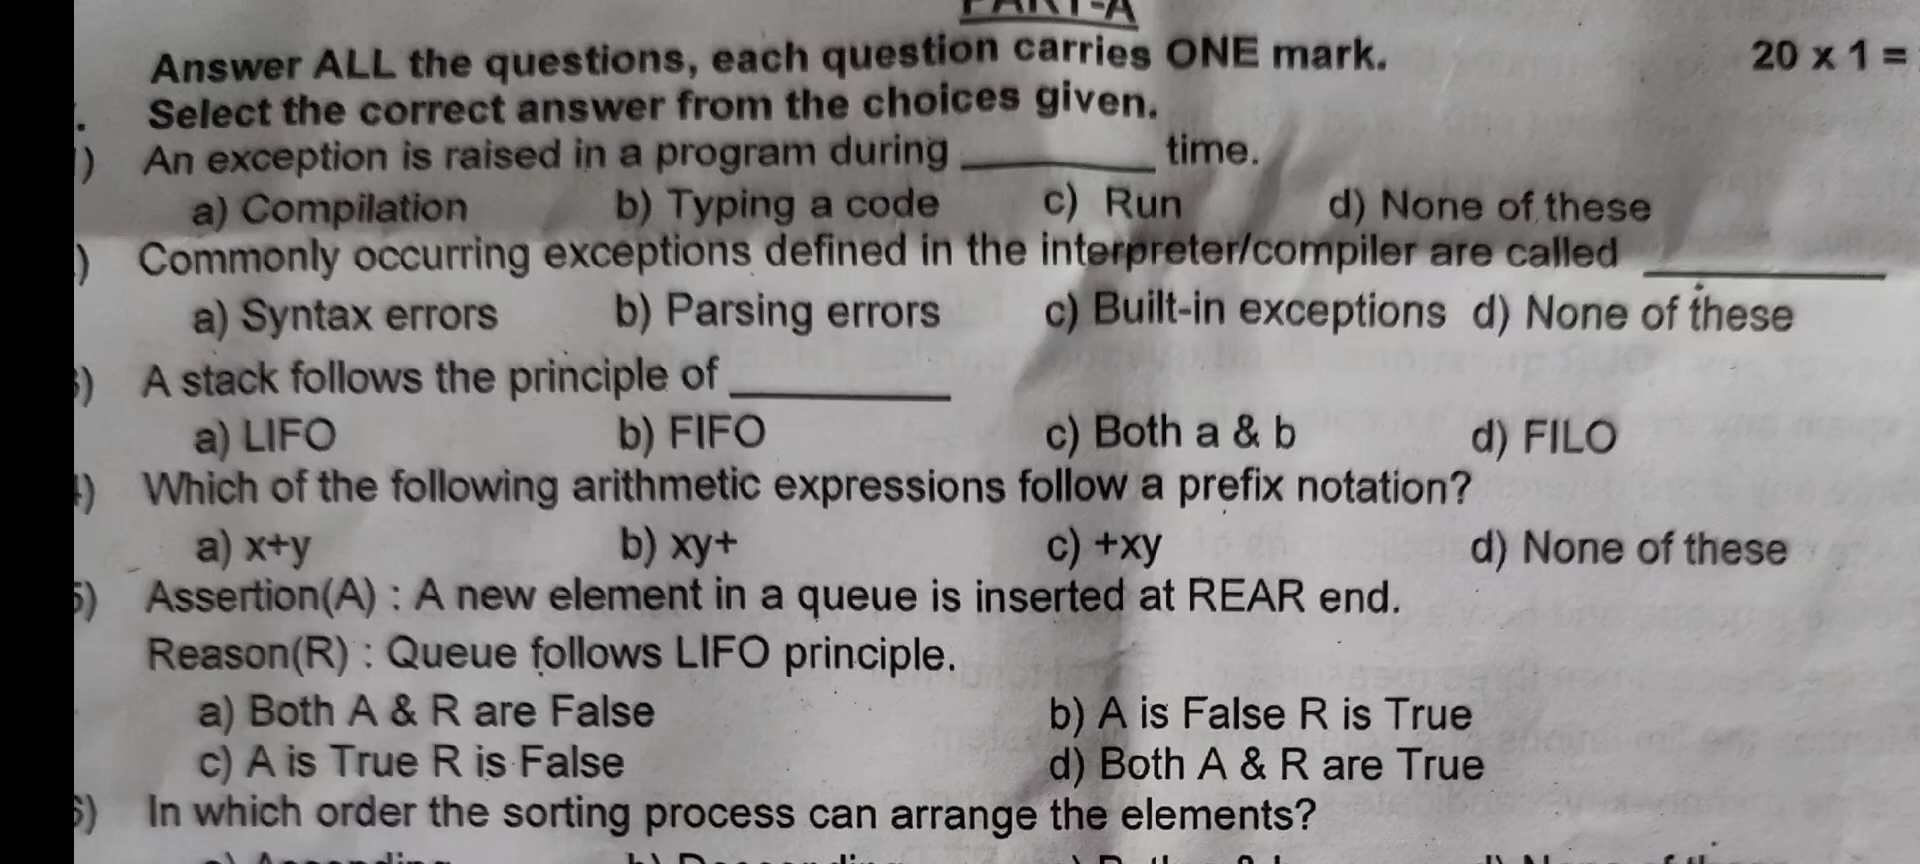 PART-A
Answer ALL the questions, each question carries ONE mark. 20 x 1 =
Select the correct answer from the choices given.
) An exception is raised in a program during ________ time.
a) Compilation b) Typing a code c) Run d) None of these
) Commonly occurring exceptions defined in the interpreter/compiler are called ________
a) Syntax errors b) Parsing errors c) Built-in exceptions d) None of these
3) A stack follows the principle of ________
a) LIFO b) FIFO c) Both a & b d) FILO
4) Which of the following arithmetic expressions follow a prefix notation?
a) x+y b) xy+ c) +xy d) None of these
5) Assertion(A) : A new element in a queue is inserted at REAR end.
Reason(R) : Queue follows LIFO principle.
a) Both A & R are False b) A is False R is True
c) A is True R is False d) Both A & R are True
6) In which order the sorting process can arrange the elements?